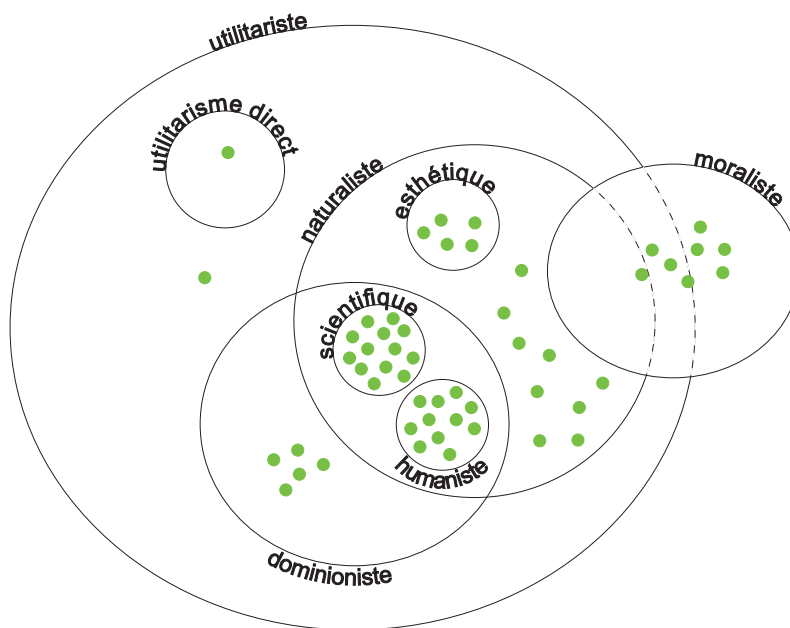 utilitariste
utilitarisme direct
naturaliste
esthétique
moraliste
scientifique
humaniste
dominioniste